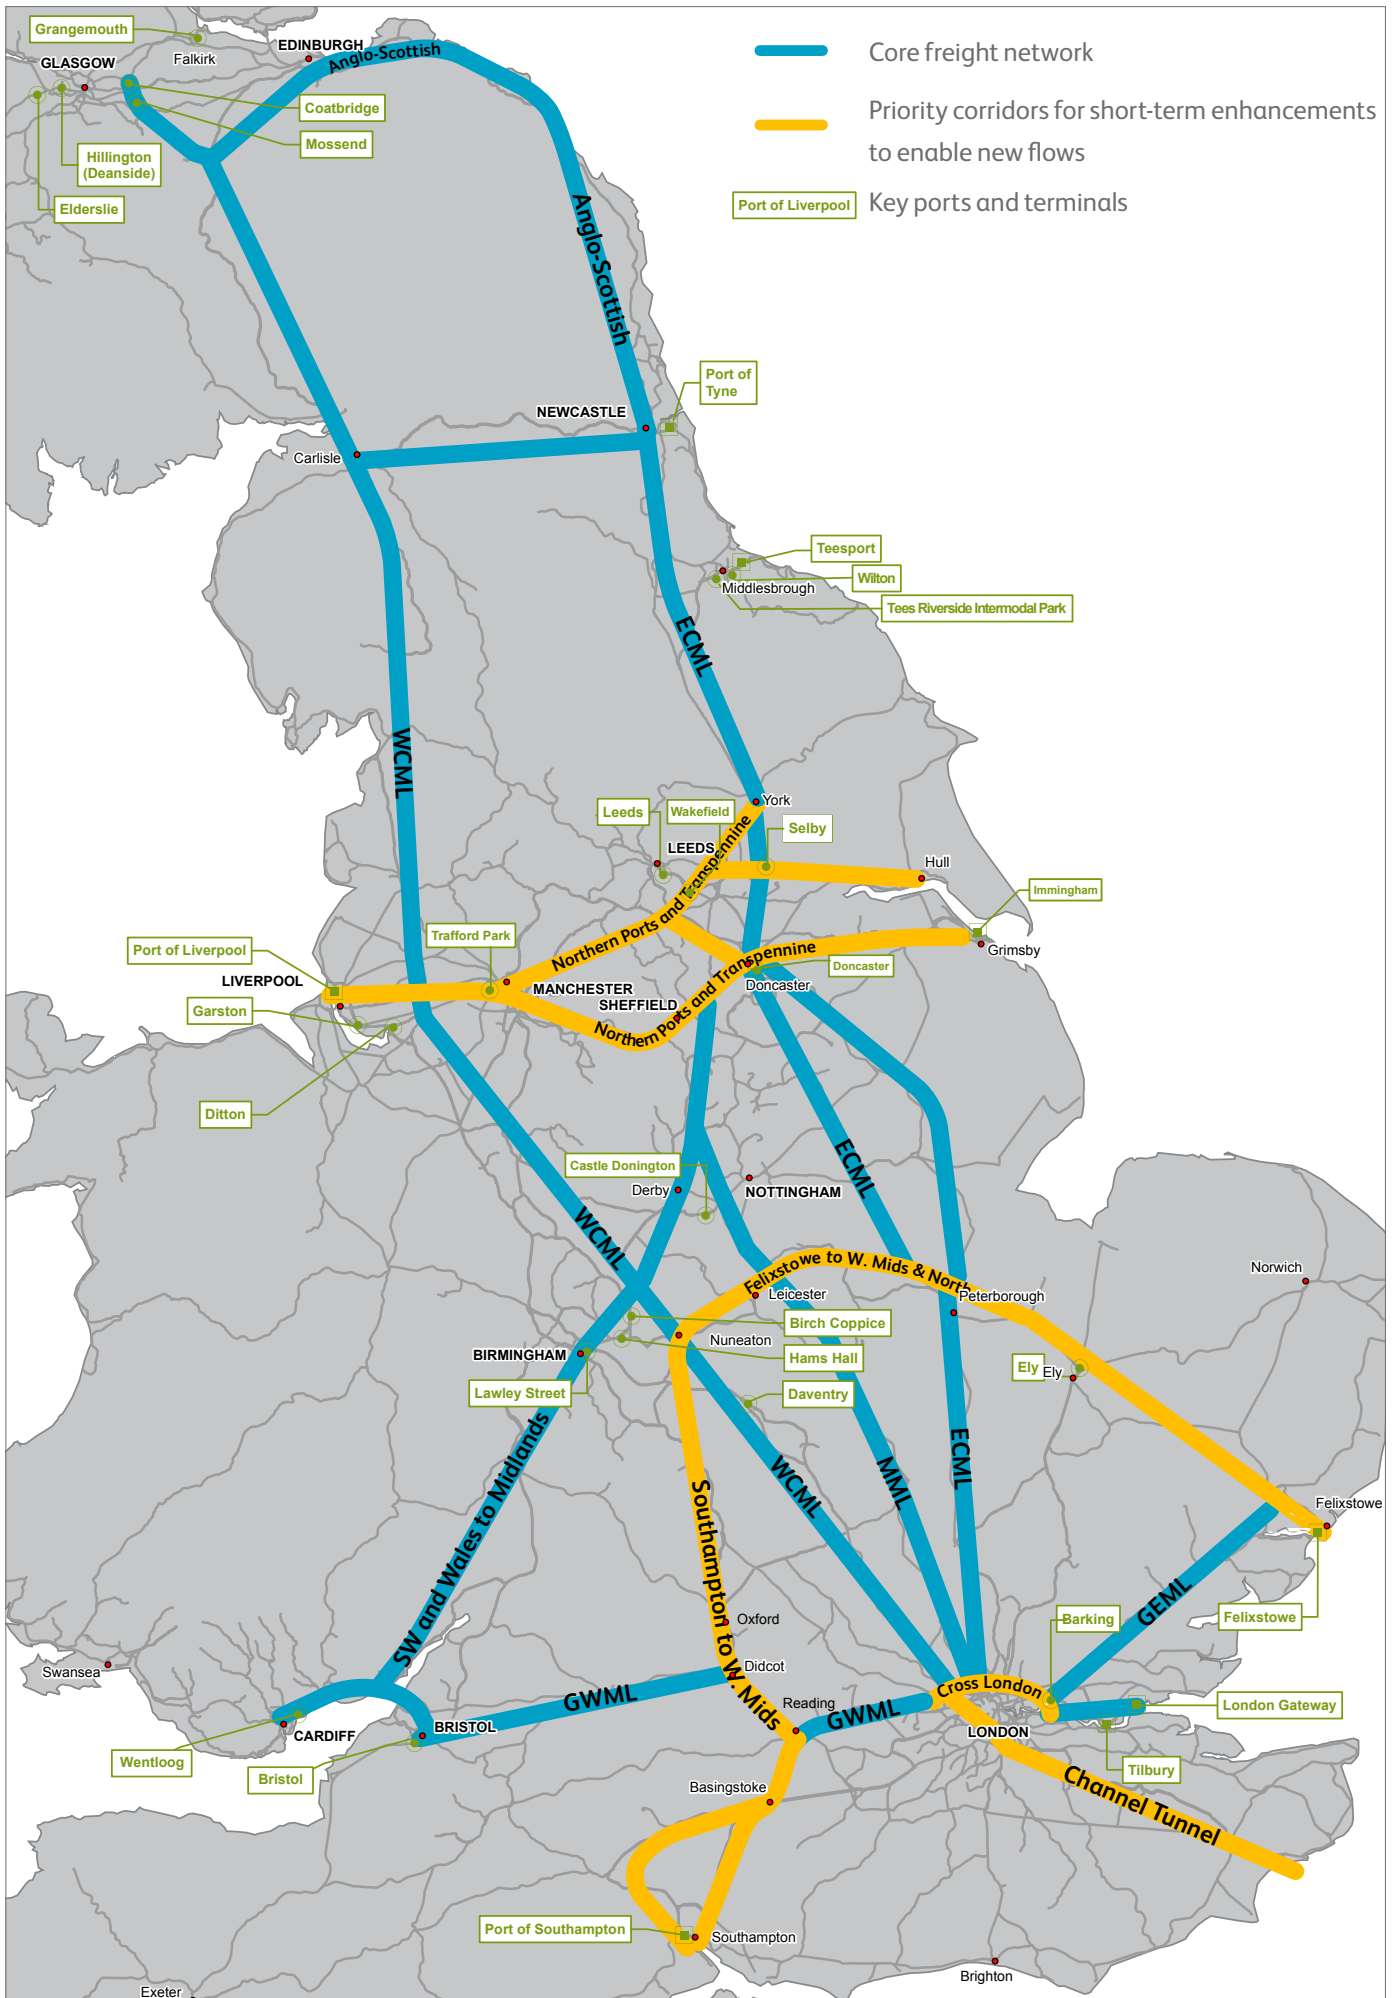 Grangemouth
Falkirk
EDINBURGH
GLASGOW
Anglo-Scottish
Core freight network
Priority corridors for short-term enhancements
to enable new flows
Port of Liverpool
Key ports and terminals
Coatbridge
Mossend
Hillington
(Deanside)
Elderslie
Anglo-Scottish
Port of
Tyne
NEWCASTLE
Carlisle
Teesport
Wilton
Middlesbrough
Tees Riverside Intermodal Park
ECML
WCML
York
Leeds
Wakefield
Selby
LEEDS
Hull
Immingham
Northern Ports and Transpennine
Trafford Park
Port of Liverpool
Grimsby
Northern Ports and Transpennine
Doncaster
Doncaster
LIVERPOOL
MANCHESTER
SHEFFIELD
Garston
Ditton
ECML
Castle Donington
Derby
NOTTINGHAM
WCML
Felixstowe to W. Mids & North
Norwich
Leicester
Peterborough
Birch Coppice
Nuneaton
BIRMINGHAM
Hams Hall
Ely
Ely
Lawley Street
Daventry
SW and Wales to Midlands
WCML
MML
ECML
Southampton to W. Mids
Felixstowe
GEML
Oxford
Barking
Felixstowe
Swansea
Didcot
Cross London
GWML
Reading
GWML
London Gateway
CARDIFF
BRISTOL
LONDON
Wentloog
Bristol
Tilbury
Channel Tunnel
Basingstoke
Port of Southampton
Southampton
Brighton
Exeter